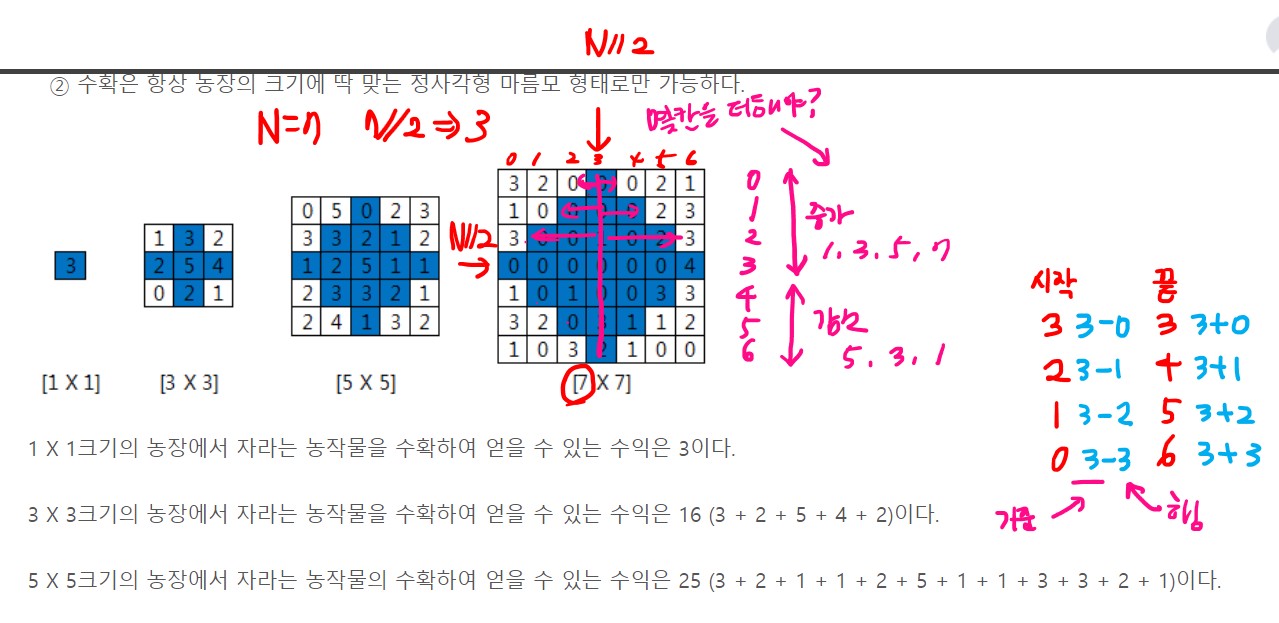 N//2
② 수확은 항상 농장의 크기에 딱 맞는 정사각형 마름모 형태로만 가능하다.
N=7 N//2 ⇒ 3
몇칸을 더해야?
0 1 2 3 4 5 6
3 2 0 0 0 2 1
1 0 0 0 0 2 3
3 0 0 1 0 2 3
0 0 0 0 0 0 4
1 0 1 0 0 3 3
3 2 0 3 1 1 2
1 0 3 2 1 0 0
N//2
0 5 0 2 3
3 3 2 1 2
1 2 5 1 1
2 3 3 2 1
2 4 1 3 2
1 3 2
2 5 4
0 2 1
3
0
1
2
3
4
5
6
증가
1, 3, 5, 7
감소
5, 3, 1
시작 끝
3 3-0 3 3+0
2 3-1 4 3+1
1 3-2 5 3+2
0 3-3 6 3+3
기준 행
[1 X 1] [3 X 3] [5 X 5] [7 X 7]
1 X 1크기의 농장에서 자라는 농작물을 수확하여 얻을 수 있는 수익은 3이다.
3 X 3크기의 농장에서 자라는 농작물을 수확하여 얻을 수 있는 수익은 16 (3 + 2 + 5 + 4 + 2)이다.
5 X 5크기의 농장에서 자라는 농작물의 수확하여 얻을 수 있는 수익은 25 (3 + 2 + 1 + 1 + 2 + 5 + 1 + 1 + 3 + 3 + 2 + 1)이다.